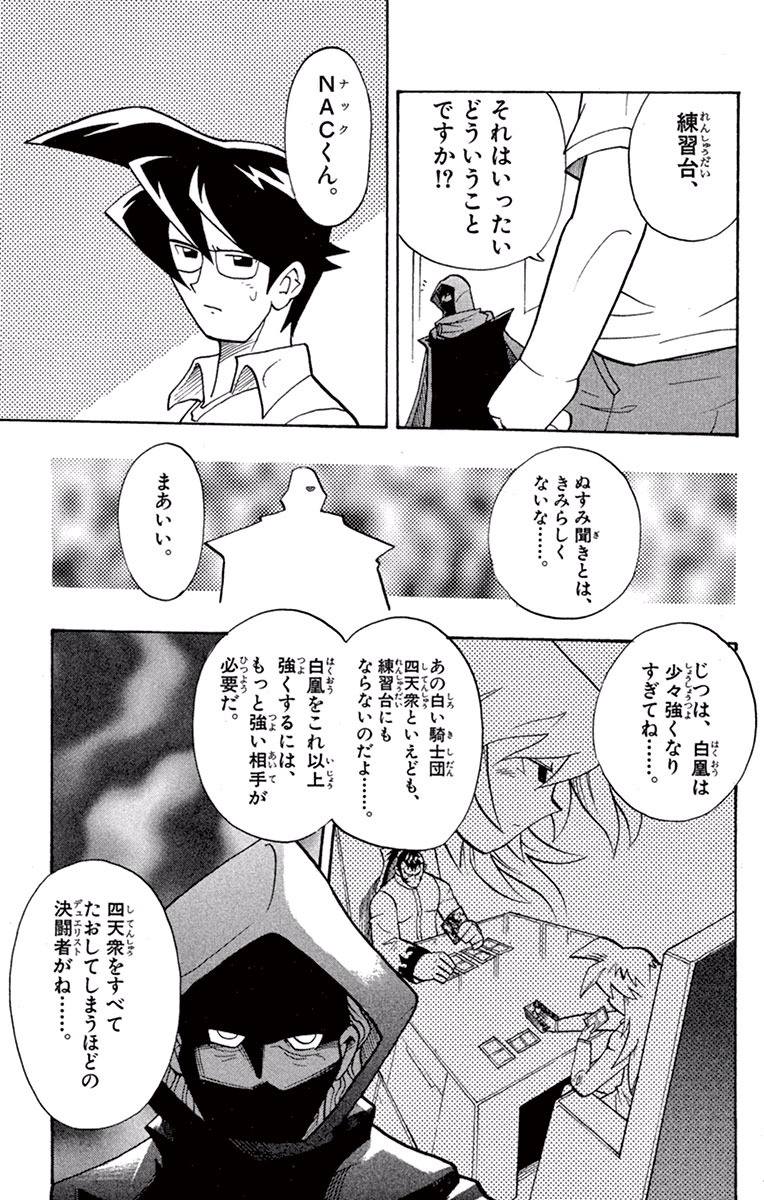 練習台、
それはいったい
どういうこと
ですか!?
NACくん。
ぬすみ聞きとは、
きみらしく
ないな……。
まあいい。
じつは、白凰は
少々強くなり
すぎてね……。
あの白い騎士団
四天衆といえども、
練習台にも
ならないのだよ……。
白凰をこれ以上
強くするには、
もっと強い相手が
必要だ。
四天衆をすべて
たおしてしまうほどの
決闘者がね……。